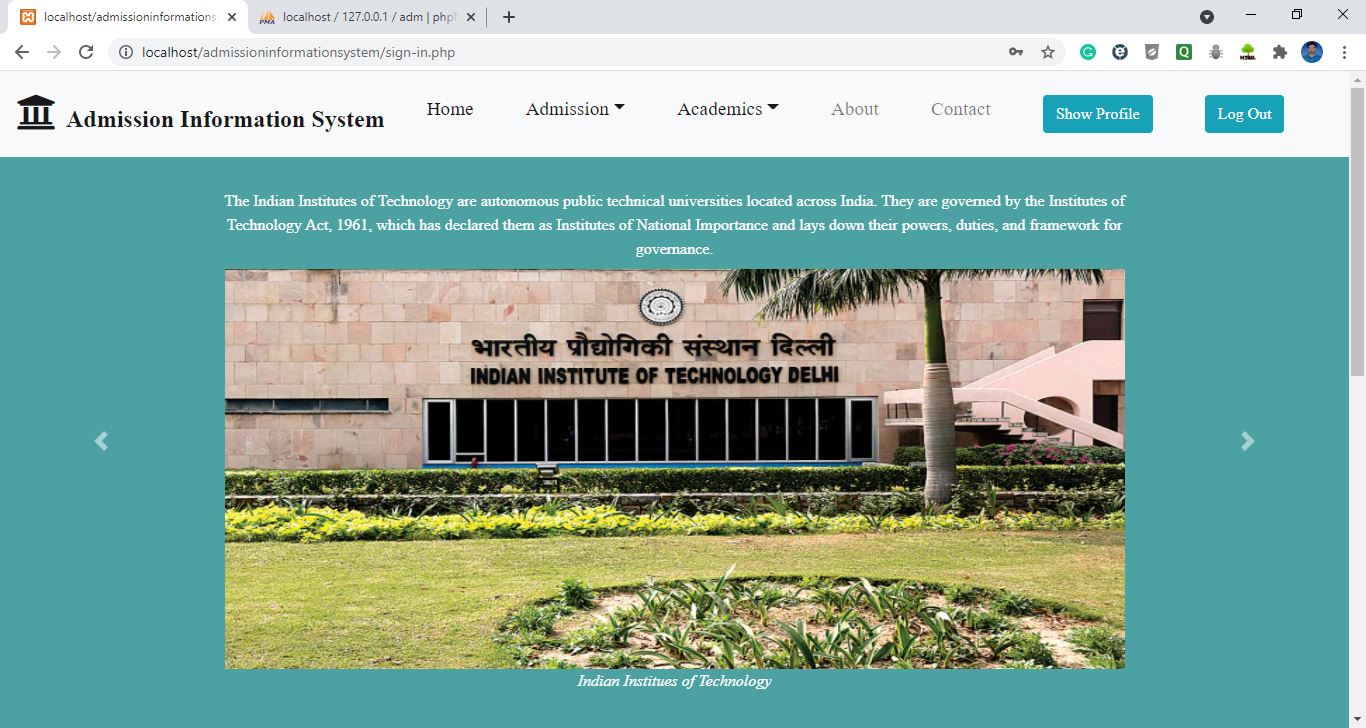 localhost/admissioninformations
localhost / 127.0.0.1 / adm | php
localhost/admissioninformationsystem/sign-in.php
Admission Information System
Home
Admission
Academics
About
Contact
Show Profile
Log Out
The Indian Institutes of Technology are autonomous public technical universities located across India. They are governed by the Institutes of
Technology Act, 1961, which has declared them as Institutes of National Importance and lays down their powers, duties, and framework for
governance.
भारतीय प्रौद्योगिकी संस्थान दिल्ली
INDIAN INSTITUTE OF TECHNOLOGY DELHI
Indian Institues of Technology